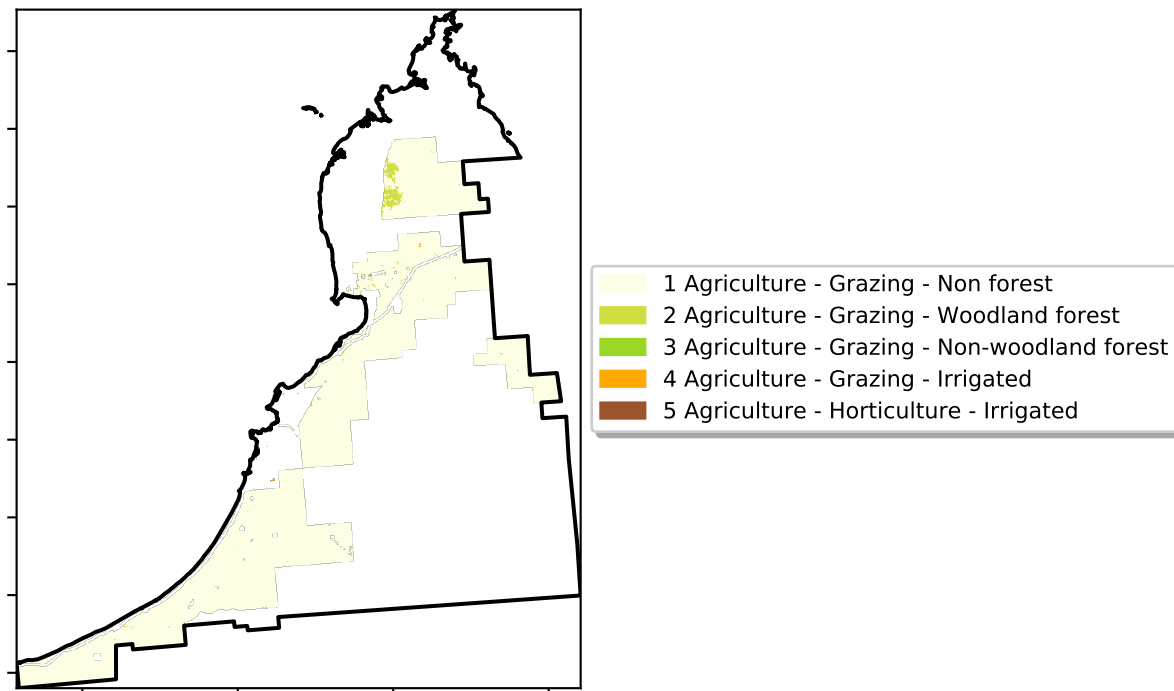 1 Agriculture - Grazing - Non forest
2 Agriculture - Grazing - Woodland forest
3 Agriculture - Grazing - Non-woodland forest
4 Agriculture - Grazing - Irrigated
5 Agriculture - Horticulture - Irrigated